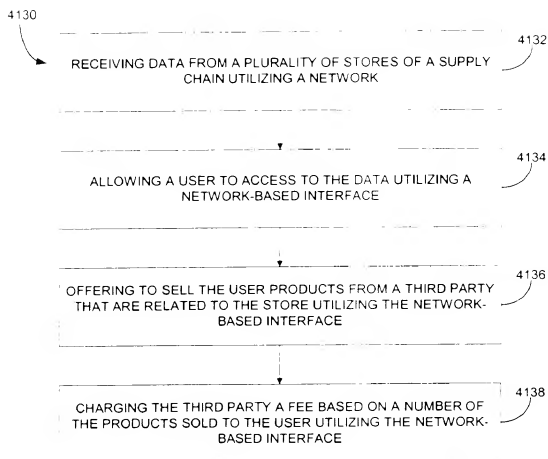 4130
4132
RECEIVING DATA FROM A PLURALITY OF STORES OF A SUPPLY
CHAIN UTILIZING A NETWORK
4134
ALLOWING A USER TO ACCESS TO THE DATA UTILIZING A
NETWORK-BASED INTERFACE
4136
OFFERING TO SELL THE USER PRODUCTS FROM A THIRD PARTY
THAT ARE RELATED TO THE STORE UTILIZING THE NETWORK-
BASED INTERFACE
4138
CHARGING THE THIRD PARTY A FEE BASED ON A NUMBER OF
THE PRODUCTS SOLD TO THE USER UTILIZING THE NETWORK-
BASED INTERFACE